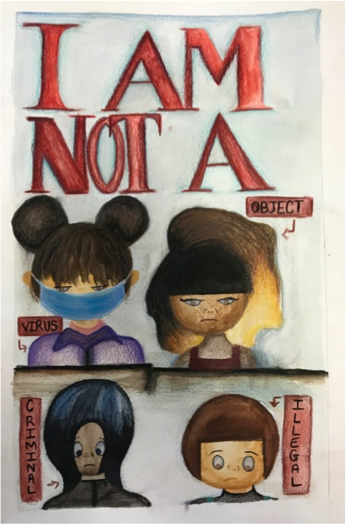 I AM
NOT A
OBJECT
VIRUS
CRIMINAL
ILLEGAL